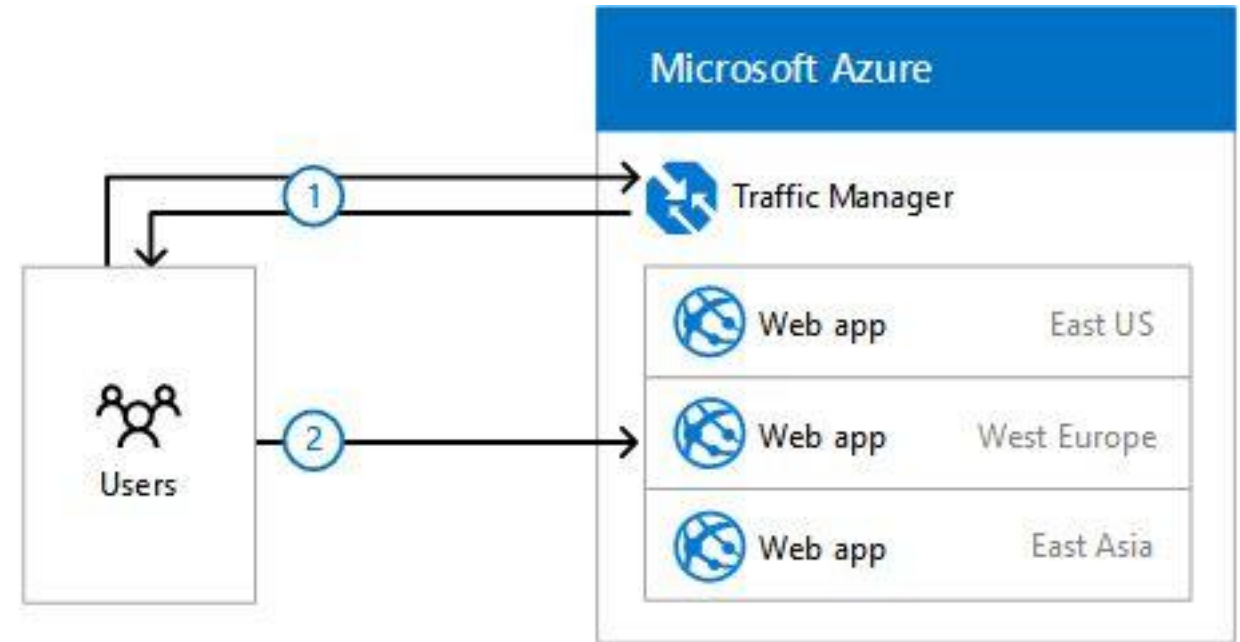 Microsoft Azure
1
Traffic Manager
Web app East US
Users
2
Web app West Europe
Web app East Asia